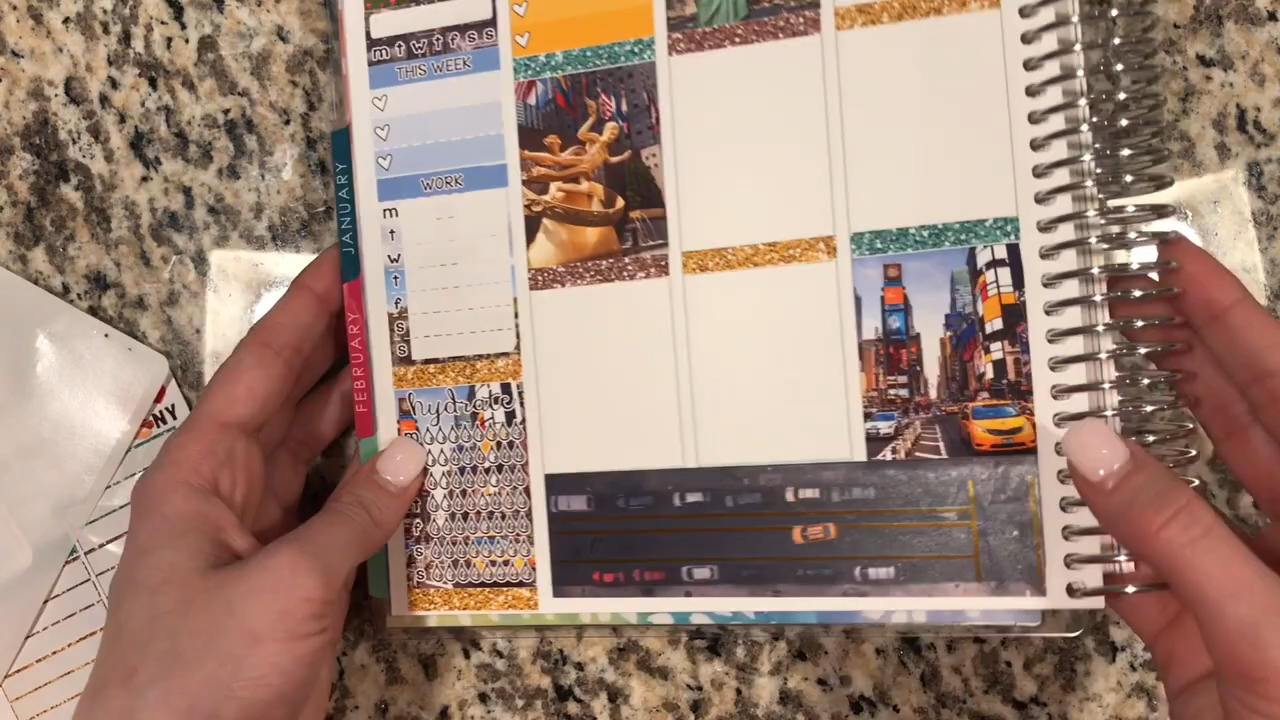 m t w t f s s
THIS WEEK
WORK
m
t
w
t
f
s
s
hydrate
m
f
s
s
JANUARY
FEBRUARY
NY